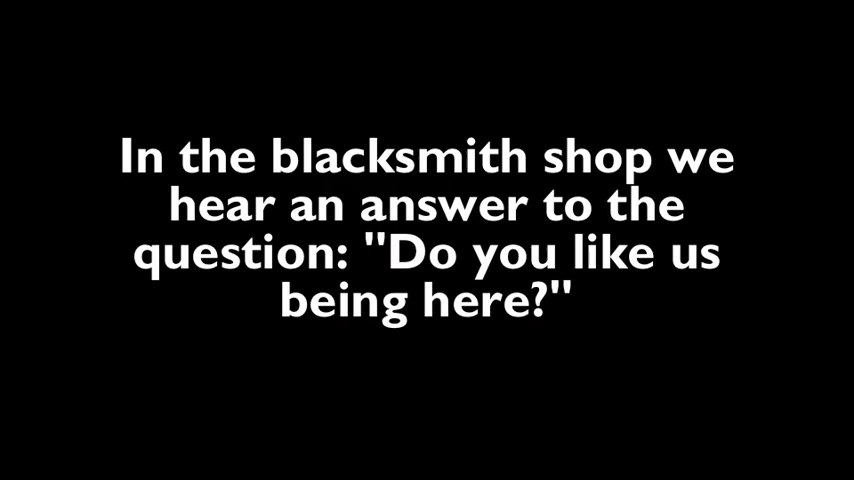 In the blacksmith shop we
hear an answer to the
question: "Do you like us
being here?"